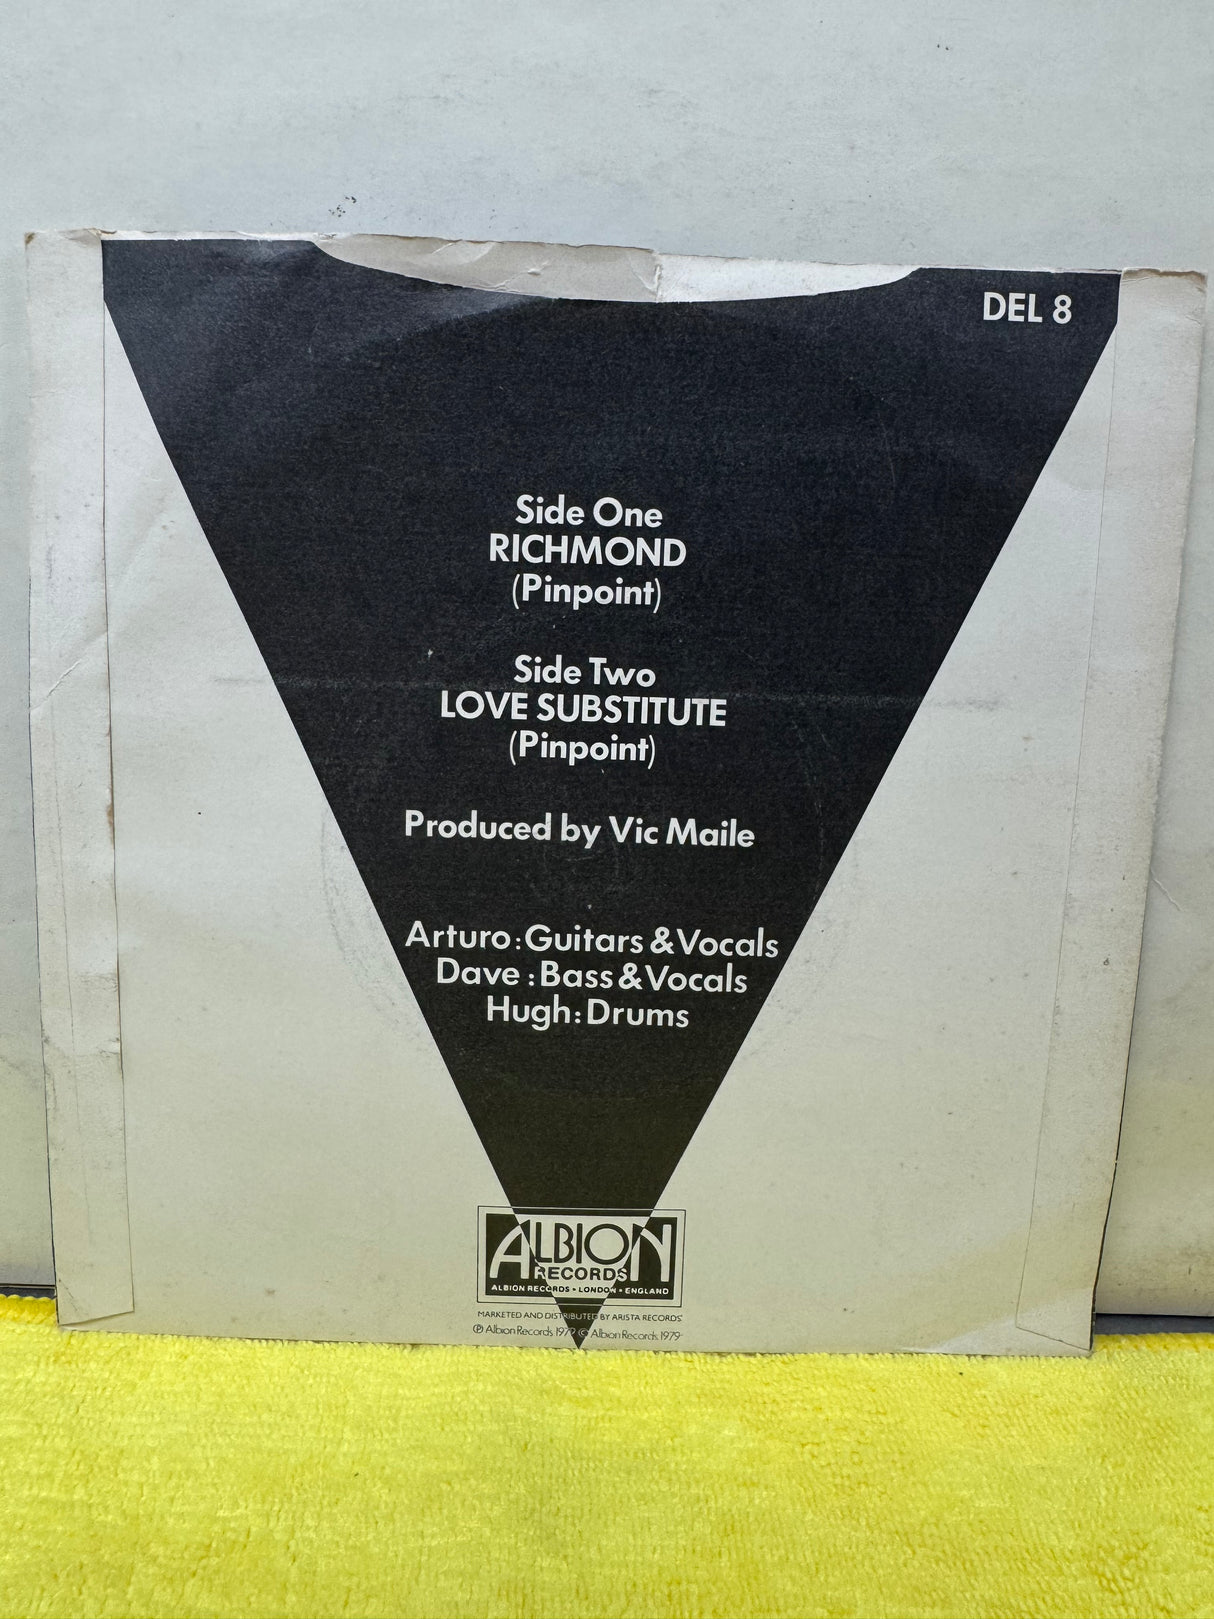 DEL 8
Side One
RICHMOND
(Pinpoint)
Side Two
LOVE SUBSTITUTE
(Pinpoint)
Produced by Vic Maile
Arturo : Guitars & Vocals
Dave : Bass & Vocals
Hugh : Drums
ALBION
RECORDS
ALBION RECORDS • LONDON • ENGLAND
MARKETED AND DISTRIBUTED BY ARISTA RECORDS
℗ Albion Records 1979 © Albion Records 1979